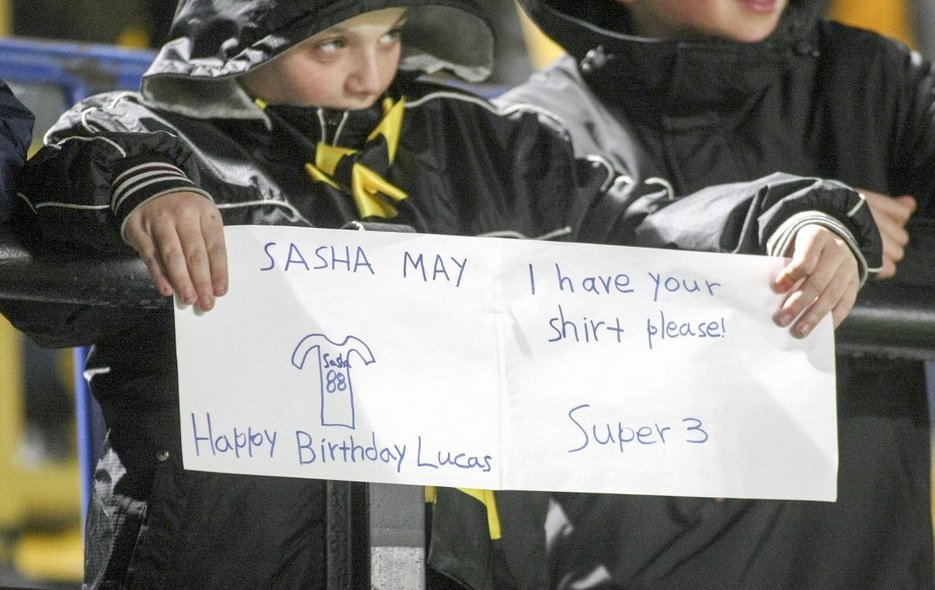 SASHA MAY
Sasha
88
Happy Birthday Lucas
I have your
shirt please!
Super 3